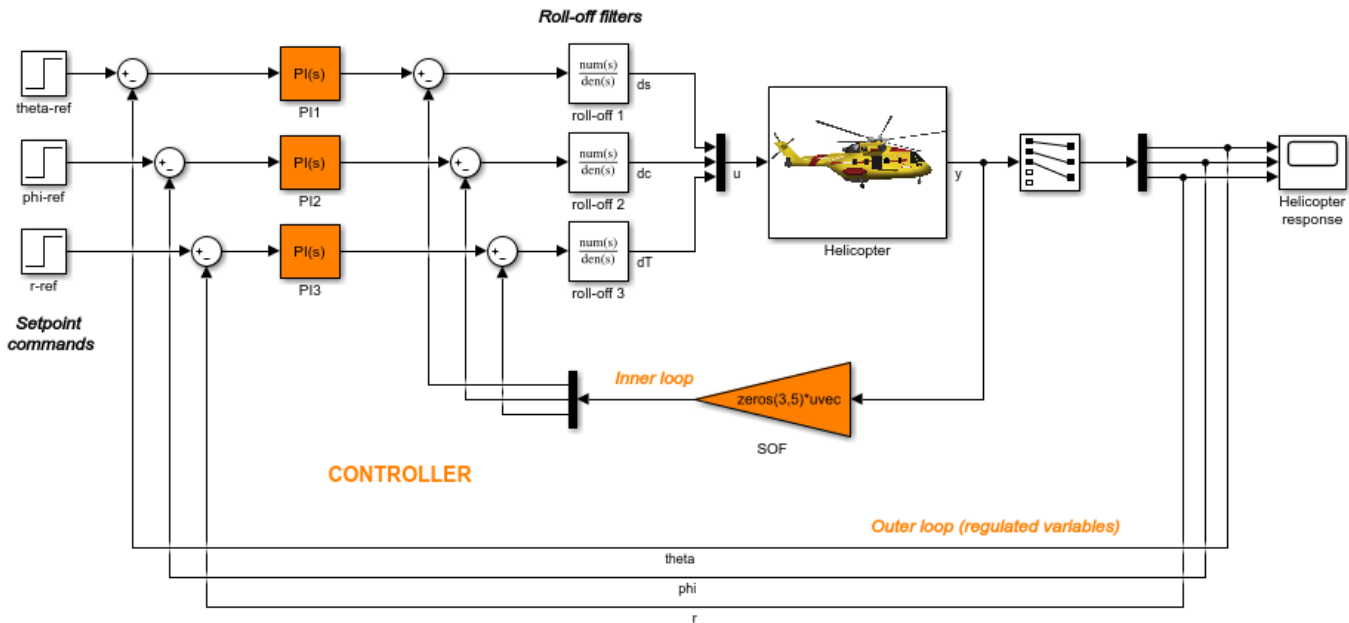 Roll-off filters
theta-ref
+
-
PI(s)
PI1
+
-
num(s)
den(s)
ds
roll-off 1
phi-ref
+
-
PI(s)
PI2
+
-
num(s)
den(s)
dc
roll-off 2
u
y
Helicopter
Helicopter
response
r-ref
+
-
PI(s)
PI3
+
-
num(s)
den(s)
dT
roll-off 3
Setpoint
commands
Inner loop
zeros(3,5)*uvec
SOF
CONTROLLER
Outer loop (regulated variables)
theta
phi
r